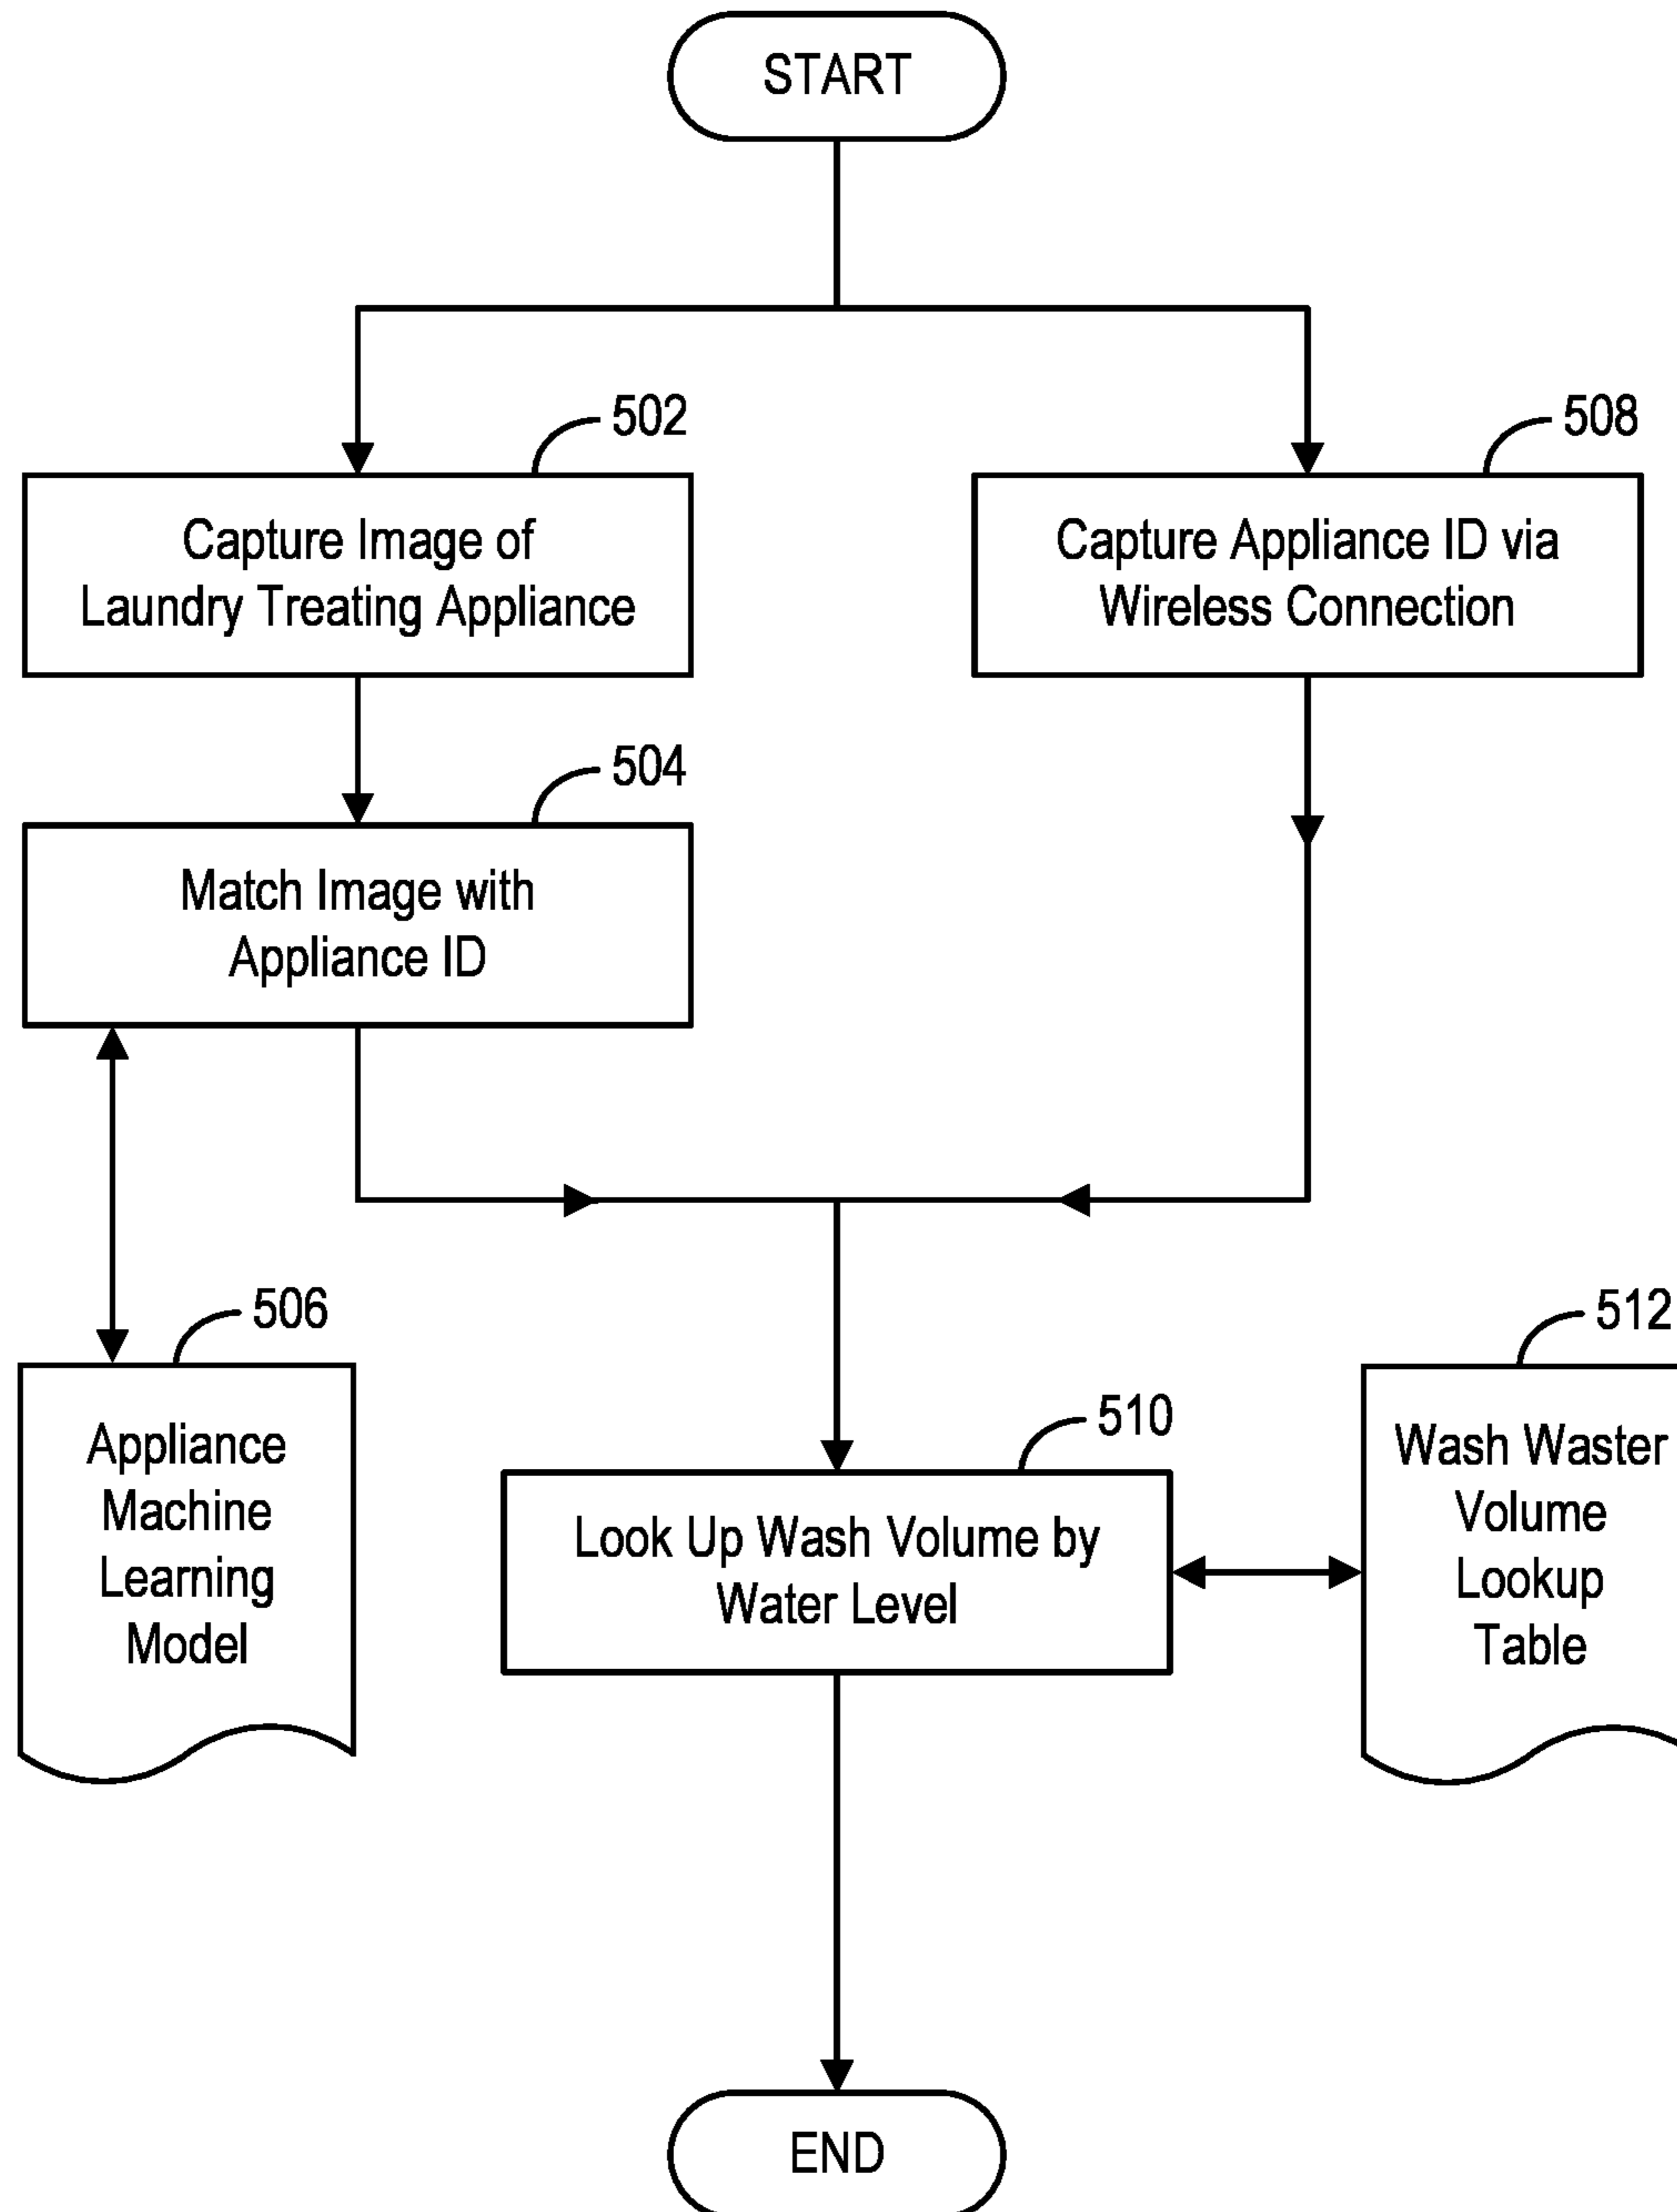 START
502
Capture Image of
Laundry Treating Appliance
508
Capture Appliance ID via
Wireless Connection
504
Match Image with
Appliance ID
506
Appliance
Machine
Learning
Model
510
Look Up Wash Volume by
Water Level
512
Wash Waster
Volume
Lookup
Table
END